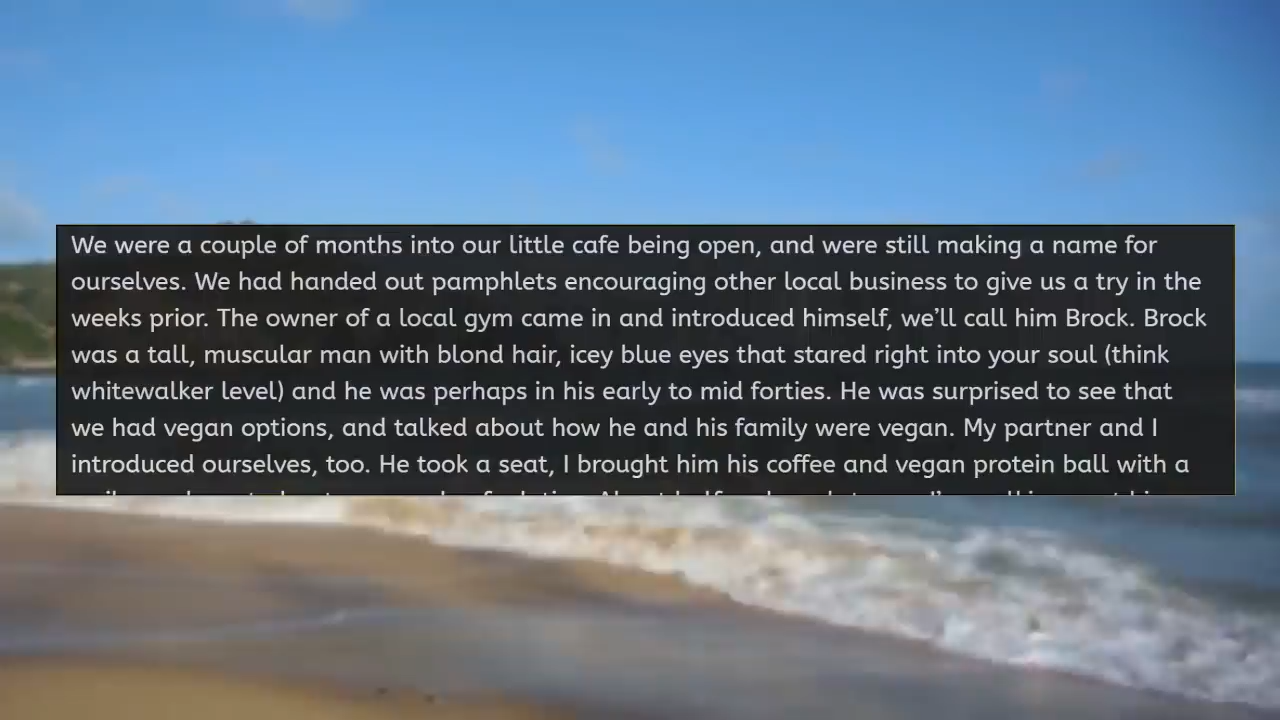 We were a couple of months into our little cafe being open, and were still making a name for
ourselves. We had handed out pamphlets encouraging other local business to give us a try in the
weeks prior. The owner of a local gym came in and introduced himself, we’ll call him Brock. Brock
was a tall, muscular man with blond hair, icey blue eyes that stared right into your soul (think
whitewalker level) and he was perhaps in his early to mid forties. He was surprised to see that
we had vegan options, and talked about how he and his family were vegan. My partner and I
introduced ourselves, too. He took a seat, I brought him his coffee and vegan protein ball with a